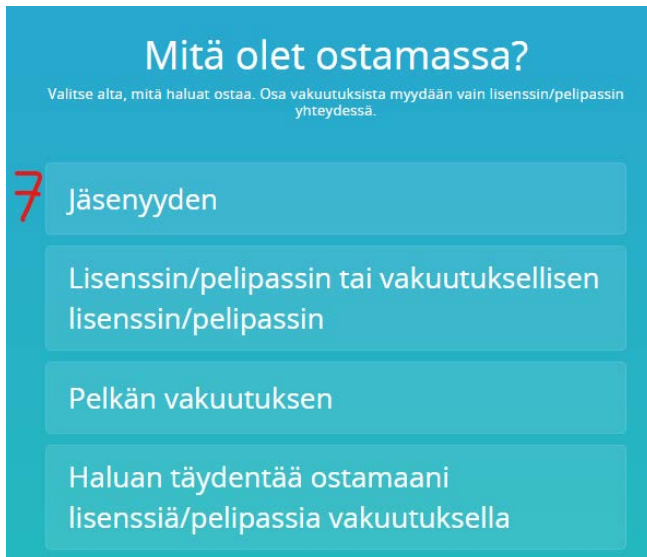 Mitä olet ostamassa?
Valitse alta, mitä haluat ostaa. Osa vakuutuksista myydään vain lisenssin/pelipassin
yhteydessä.
7
Jäsenyyden
Lisenssin/pelipassin tai vakuutuksellisen
lisenssin/pelipassin
Pelkän vakuutuksen
Haluan täydentää ostamaani
lisenssiä/pelipassia vakuutuksella